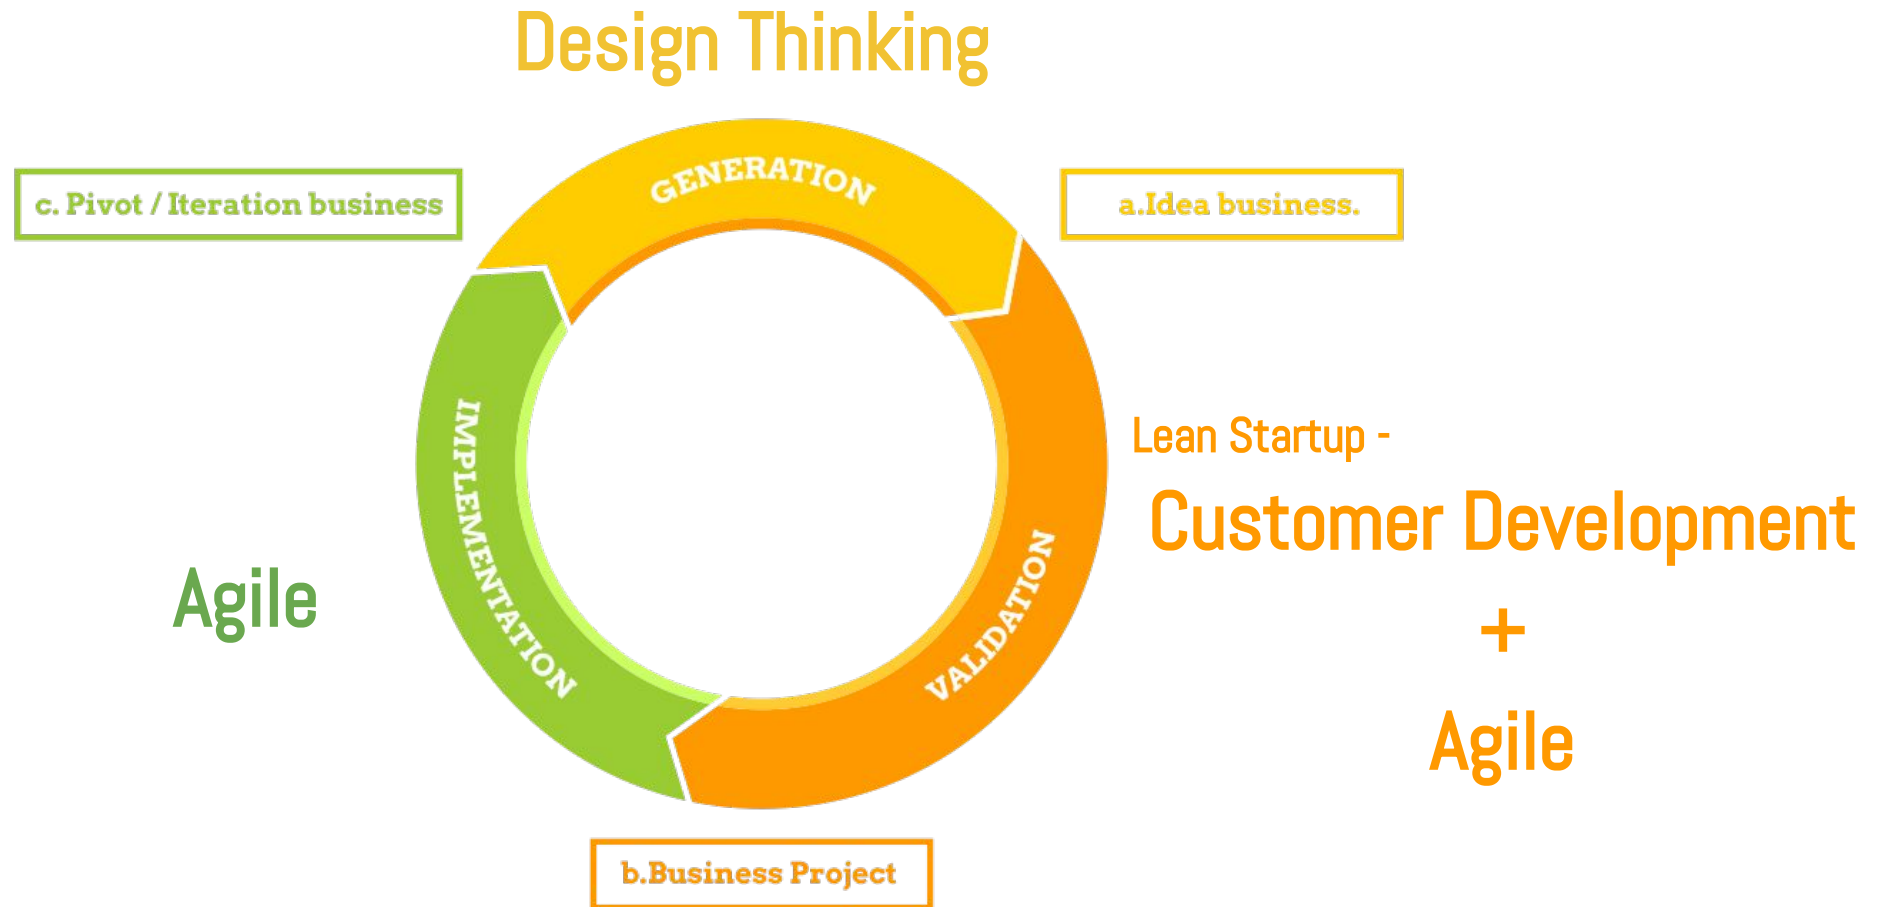 Design Thinking
GENERATION
c. Pivot / Iteration business
a.Idea business.
IMPLEMENTATION
Lean Startup -
Customer Development
+
Agile
Agile
VALIDATION
b.Business Project